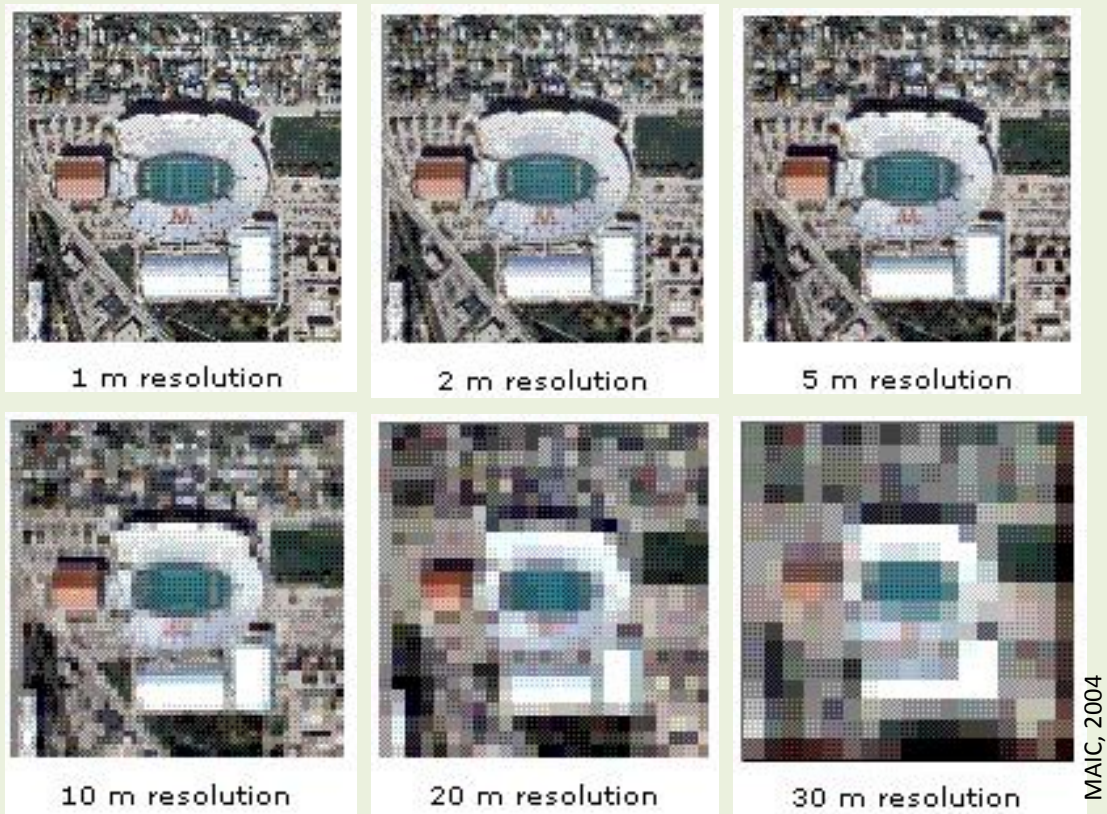 1 m resolution
2 m resolution
5 m resolution
10 m resolution
20 m resolution
30 m resolution
MAIC, 2004